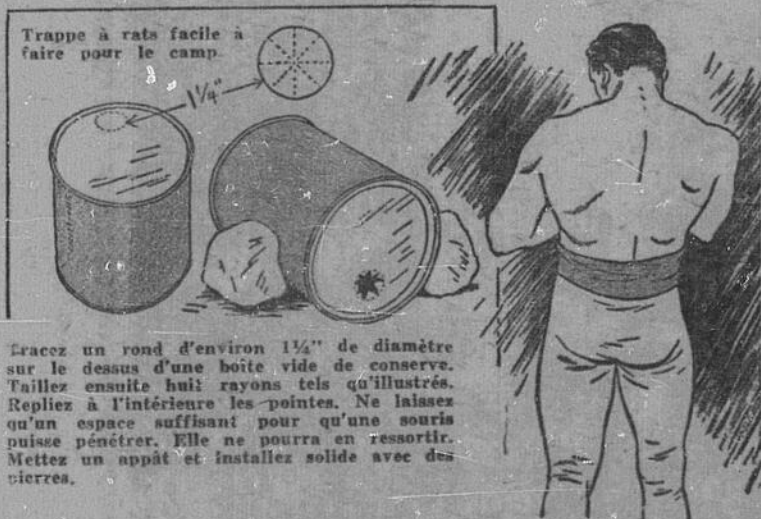 Trappe à rats facile à
faire pour le camp.
1¼"
Tracez un rond d'environ 1¼" de diamètre
sur le dessus d'une boîte vide de conserve.
Taillez ensuite huit rayons tels qu'illustrés.
Repliez à l'intérieure les pointes. Ne laissez
qu'un espace suffisant pour qu'une souris
puisse pénétrer. Elle ne pourra en ressortir.
Mettez un appât et installez solide avec des
pierres.